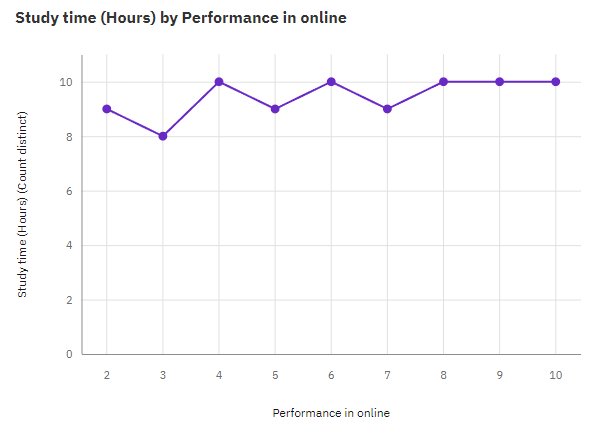 Study time (Hours) by Performance in online
Study time (Hours) (Count distinct)
10
8
6
4
2
0
2 3 4 5 6 7 8 9 10
Performance in online